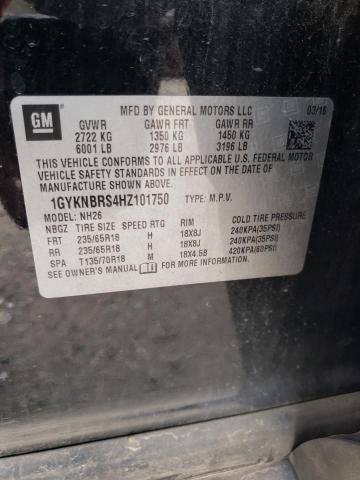 GM
MFD BY GENERAL MOTORS LLC 03/16
GVWR GAWR FRT GAWR RR
2722 KG 1350 KG 1450 KG
6001 LB 2976 LB 3196 LB
THIS VEHICLE CONFORMS TO ALL APPLICABLE U.S. FEDERAL MOTOR
VEHICLE SAFETY AND THEFT PREVENTION STANDARDS IN EFFECT ON THE DATE OF
MANUFACTURE SHOWN ABOVE.
1GYKNBRS4HZ101750 TYPE: M.P.V.
MODEL: NH26
NBGZ TIRE SIZE SPEED RTG RIM COLD TIRE PRESSURE
FRT 235/65R18 H 18X8J 240KPA(35PSI)
RR 235/65R18 H 18X8J 240KPA(35PSI)
SPA T135/70R18 M 18X4.5B 420KPA(60PSI)
SEE OWNER'S MANUAL FOR MORE INFORMATION.